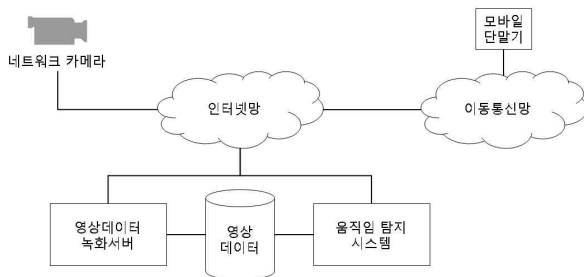 모바일
단말기
네트워크 카메라
인터넷망
이동통신망
영상데이터
녹화서버
영상
데이터
움직임 탐지
시스템